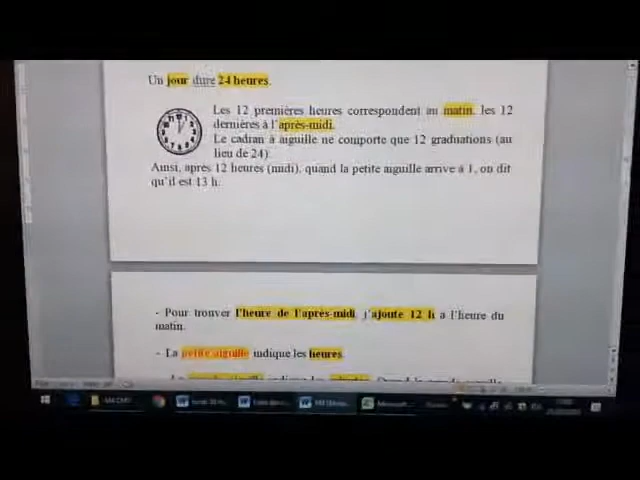 Un jour dure 24 heures.
Les 12 premières heures correspondent au matin, les 12
dernières à l'après-midi.
Le cadran à aiguille ne comporte que 12 graduations (au
lieu de 24).
Ainsi, après 12 heures (midi), quand la petite aiguille arrive à 1, on dit
qu'il est 13 h.
- Pour trouver l'heure de l'après-midi, j'ajoute 12 h à l'heure du
matin.
- La petite aiguille indique les heures.